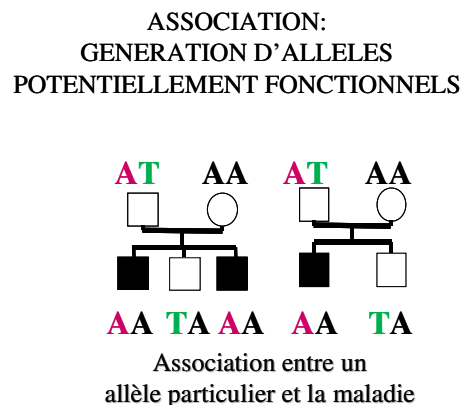 ASSOCIATION:
GENERATION D’ALLELES
POTENTIELLEMENT FONCTIONNELS
AT AA AT AA
AA TA AA AA TA
Association entre un
allèle particulier et la maladie